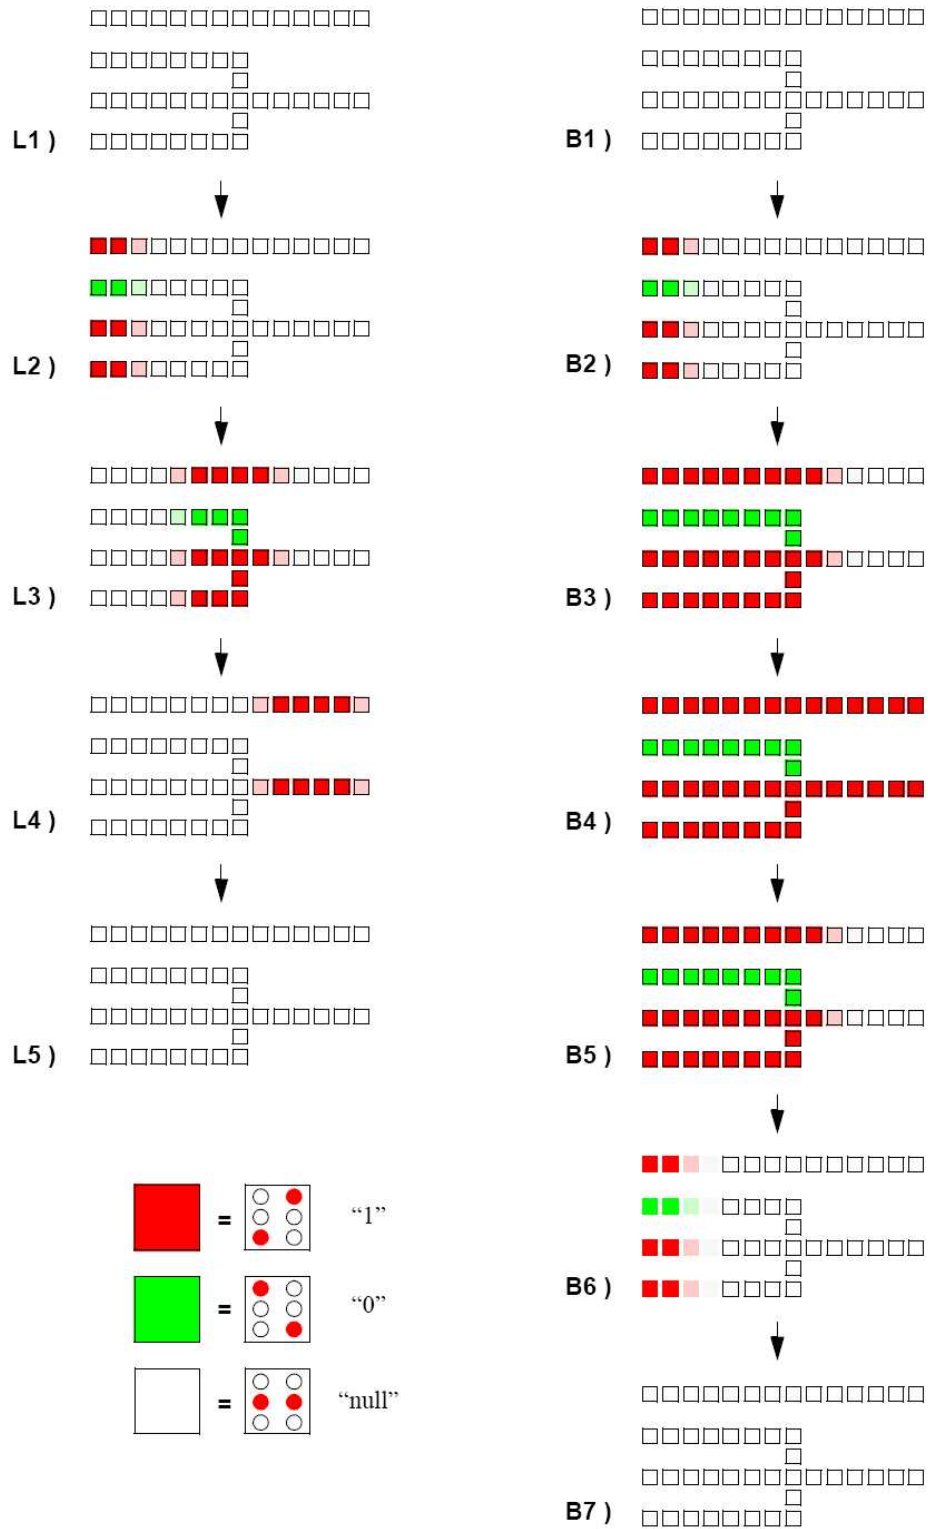 L1 )
B1 )
L2 )
B2 )
L3 )
B3 )
L4 )
B4 )
L5 )
B5 )
= “1”
B6 )
= “0”
= “null”
B7 )